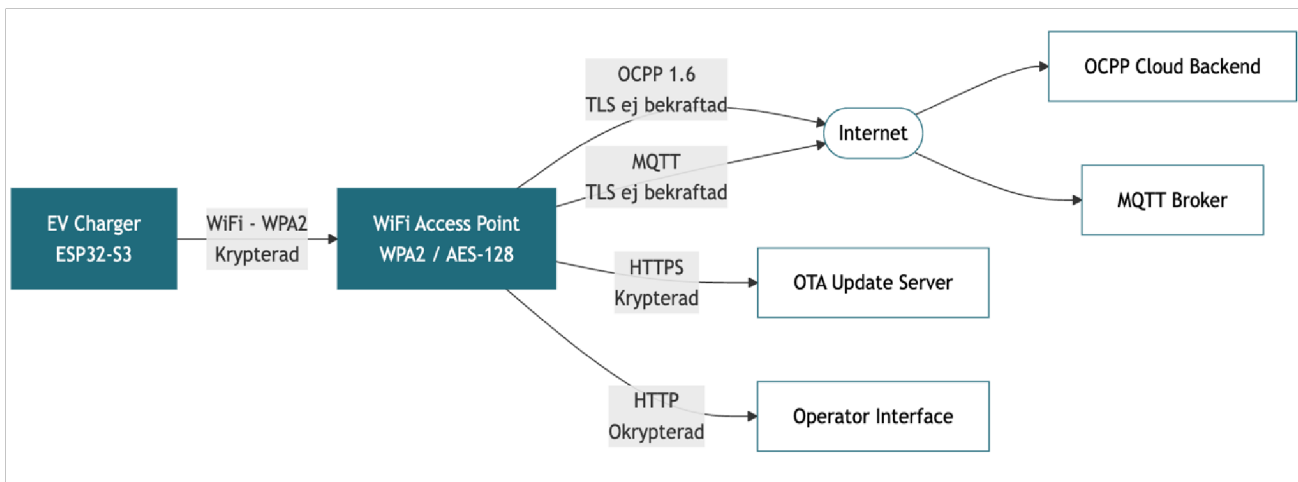 EV Charger
ESP32-S3
WiFi - WPA2
Krypterad
WiFi Access Point
WPA2 / AES-128
OCPP 1.6
TLS ej bekraftad
MQTT
TLS ej bekraftad
HTTPS
Krypterad
HTTP
Okrypterad
Internet
OCPP Cloud Backend
MQTT Broker
OTA Update Server
Operator Interface